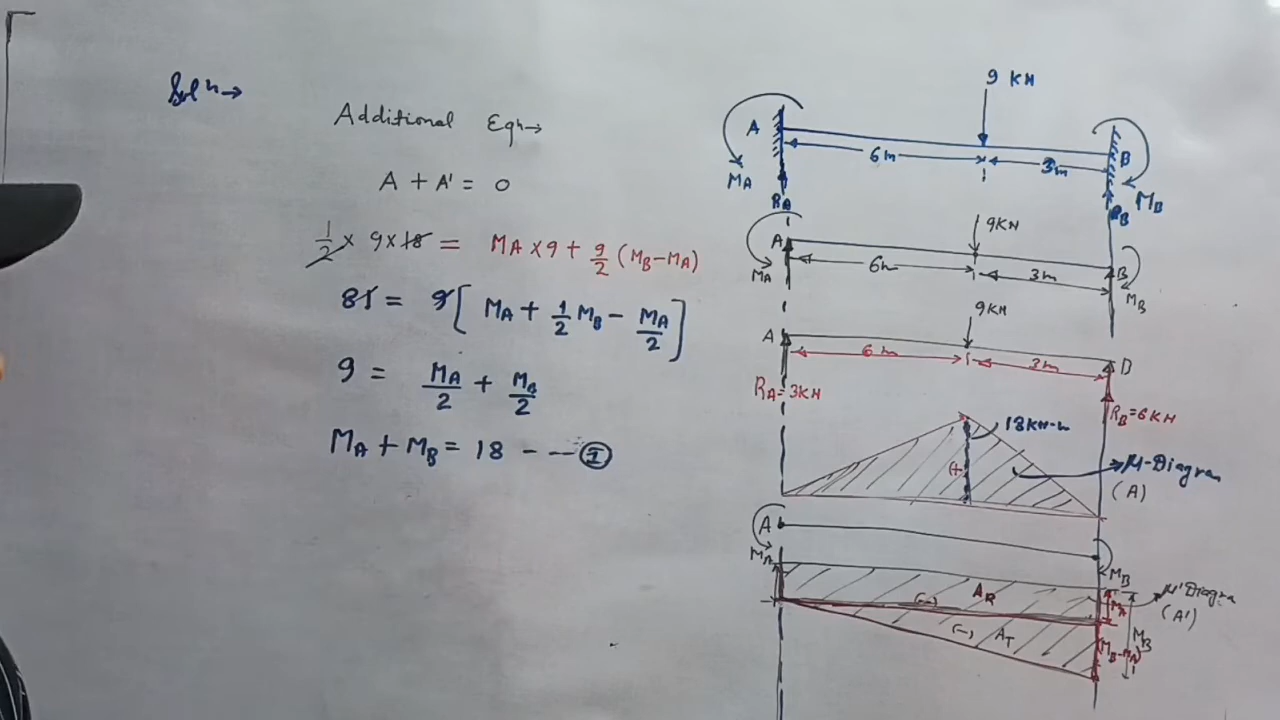 Solⁿ→
Additional Eqⁿ→
A + A' = 0
1/2 × 9 × 18 = MA × 9 + 9/2 (MB - MA)
81 = 9[MA + 1/2 MB - MA/2]
9 = MA/2 + MB/2
MA + MB = 18 - - - I
9 KN
A
6m
3m
B
MA
RA
RB
MB
9KN
A
6m
3m
B
MA
MB
9KN
A
6m
3m
B
RA = 3KN
RB = 6 KN
18KN-m
(+)
μ-Diagram
(A)
A
MA
MB
AR
(-)
MA
μ'Diagram
(A')
(-) AT
MB
(MB-MA)